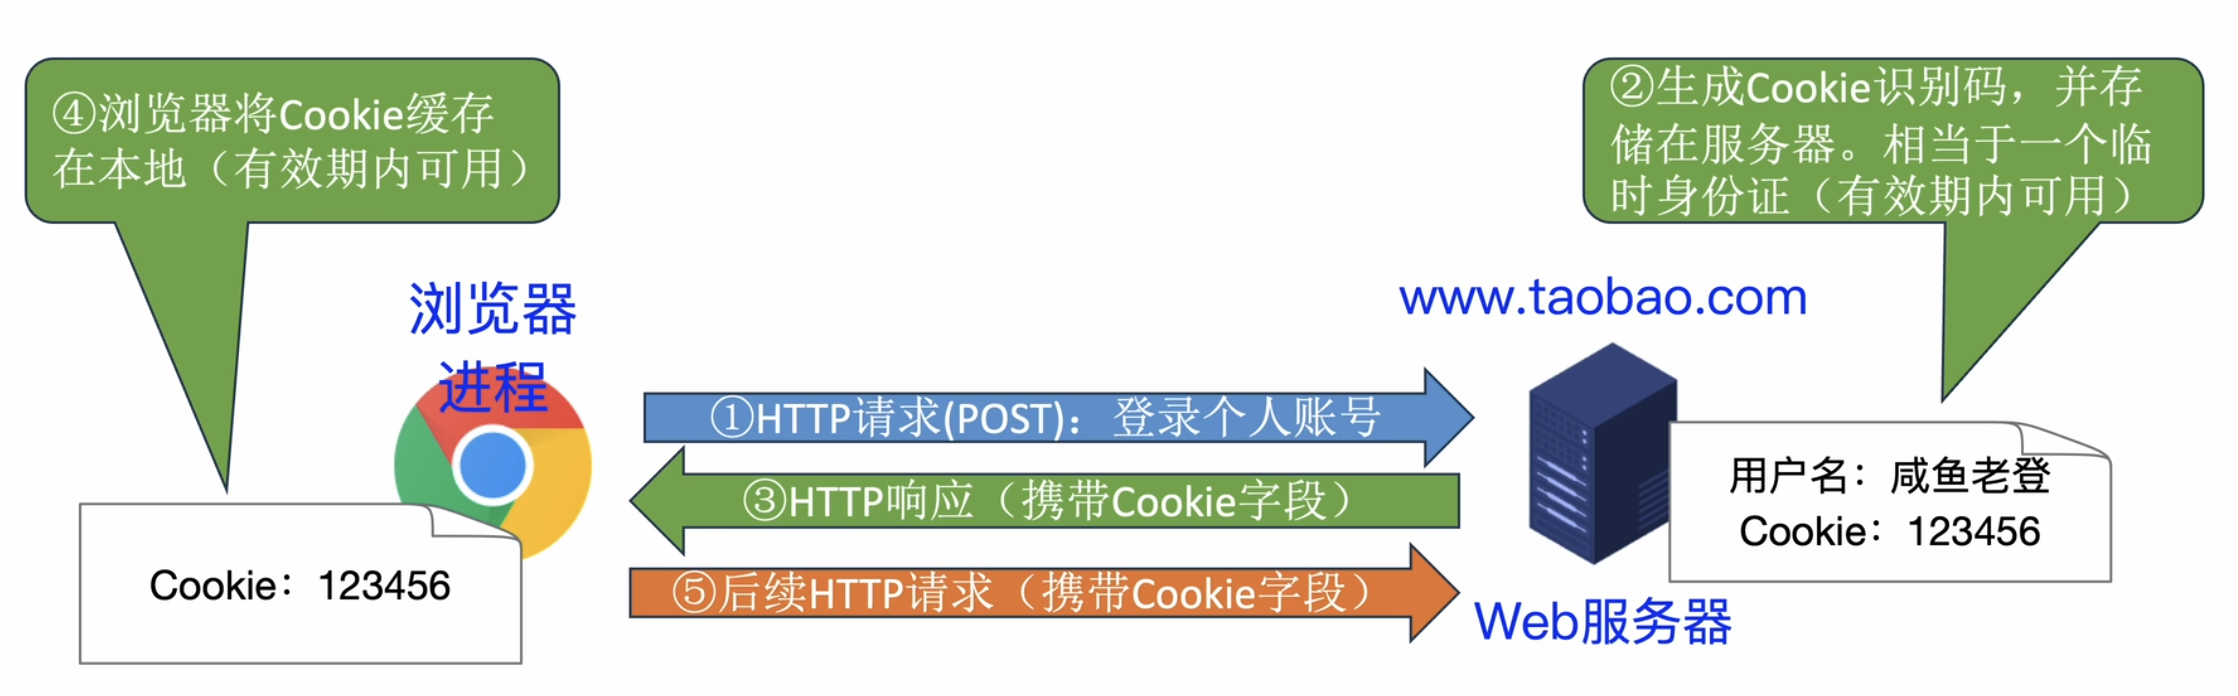 ④浏览器将Cookie缓存
在本地（有效期内可用）
②生成Cookie识别码，并存
储在服务器。相当于一个临
时身份证（有效期内可用）
浏览器
进程
www.taobao.com
①HTTP请求(POST)：登录个人账号
③HTTP响应（携带Cookie字段）
⑤后续HTTP请求（携带Cookie字段）
用户名：咸鱼老登
Cookie：123456
Cookie：123456
Web服务器